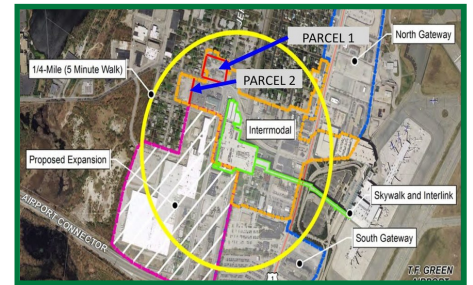 PARCEL 1
North Gateway
1/4-Mile (5 Minute Walk)
PARCEL 2
Interrmodal
Proposed Expansion
Skywalk and Interlink
AIRPORT CONNECTOR
South Gateway
T.F. GREEN
AIRPORT